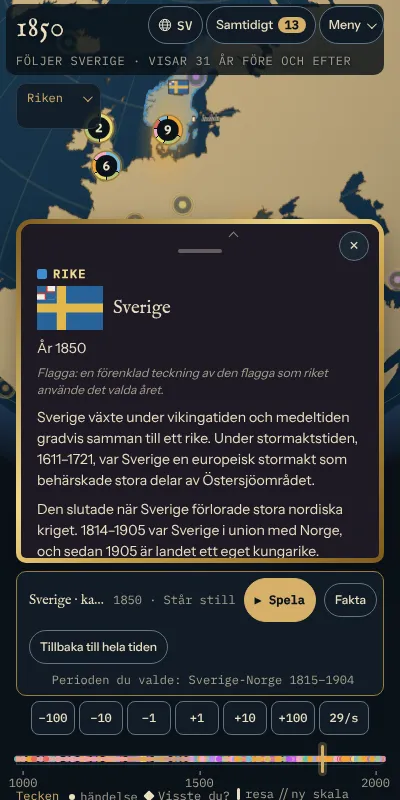 1850
SV
Samtidigt 13
Meny
FÖLJER SVERIGE · VISAR 31 ÅR FÖRE OCH EFTER
Riken
2
9
6
RIKE
Sverige
År 1850
Flagga: en förenklad teckning av den flagga som riket
använde det valda året.
Sverige växte under vikingatiden och medeltiden
gradvis samman till ett rike. Under stormaktstiden,
1611–1721, var Sverige en europeisk stormakt som
behärskade stora delar av Östersjöområdet.
Den slutade när Sverige förlorade stora nordiska
kriget. 1814–1905 var Sverige i union med Norge,
och sedan 1905 är landet ett eget kungarike.
Sverige · ka… 1850 · Står still
Spela
Fakta
Tillbaka till hela tiden
Perioden du valde: Sverige-Norge 1815–1904
−100 −10 −1 +1 +10 +100 29/s
1000 1500 2000
Tecken händelse Visste du? resa // ny skala